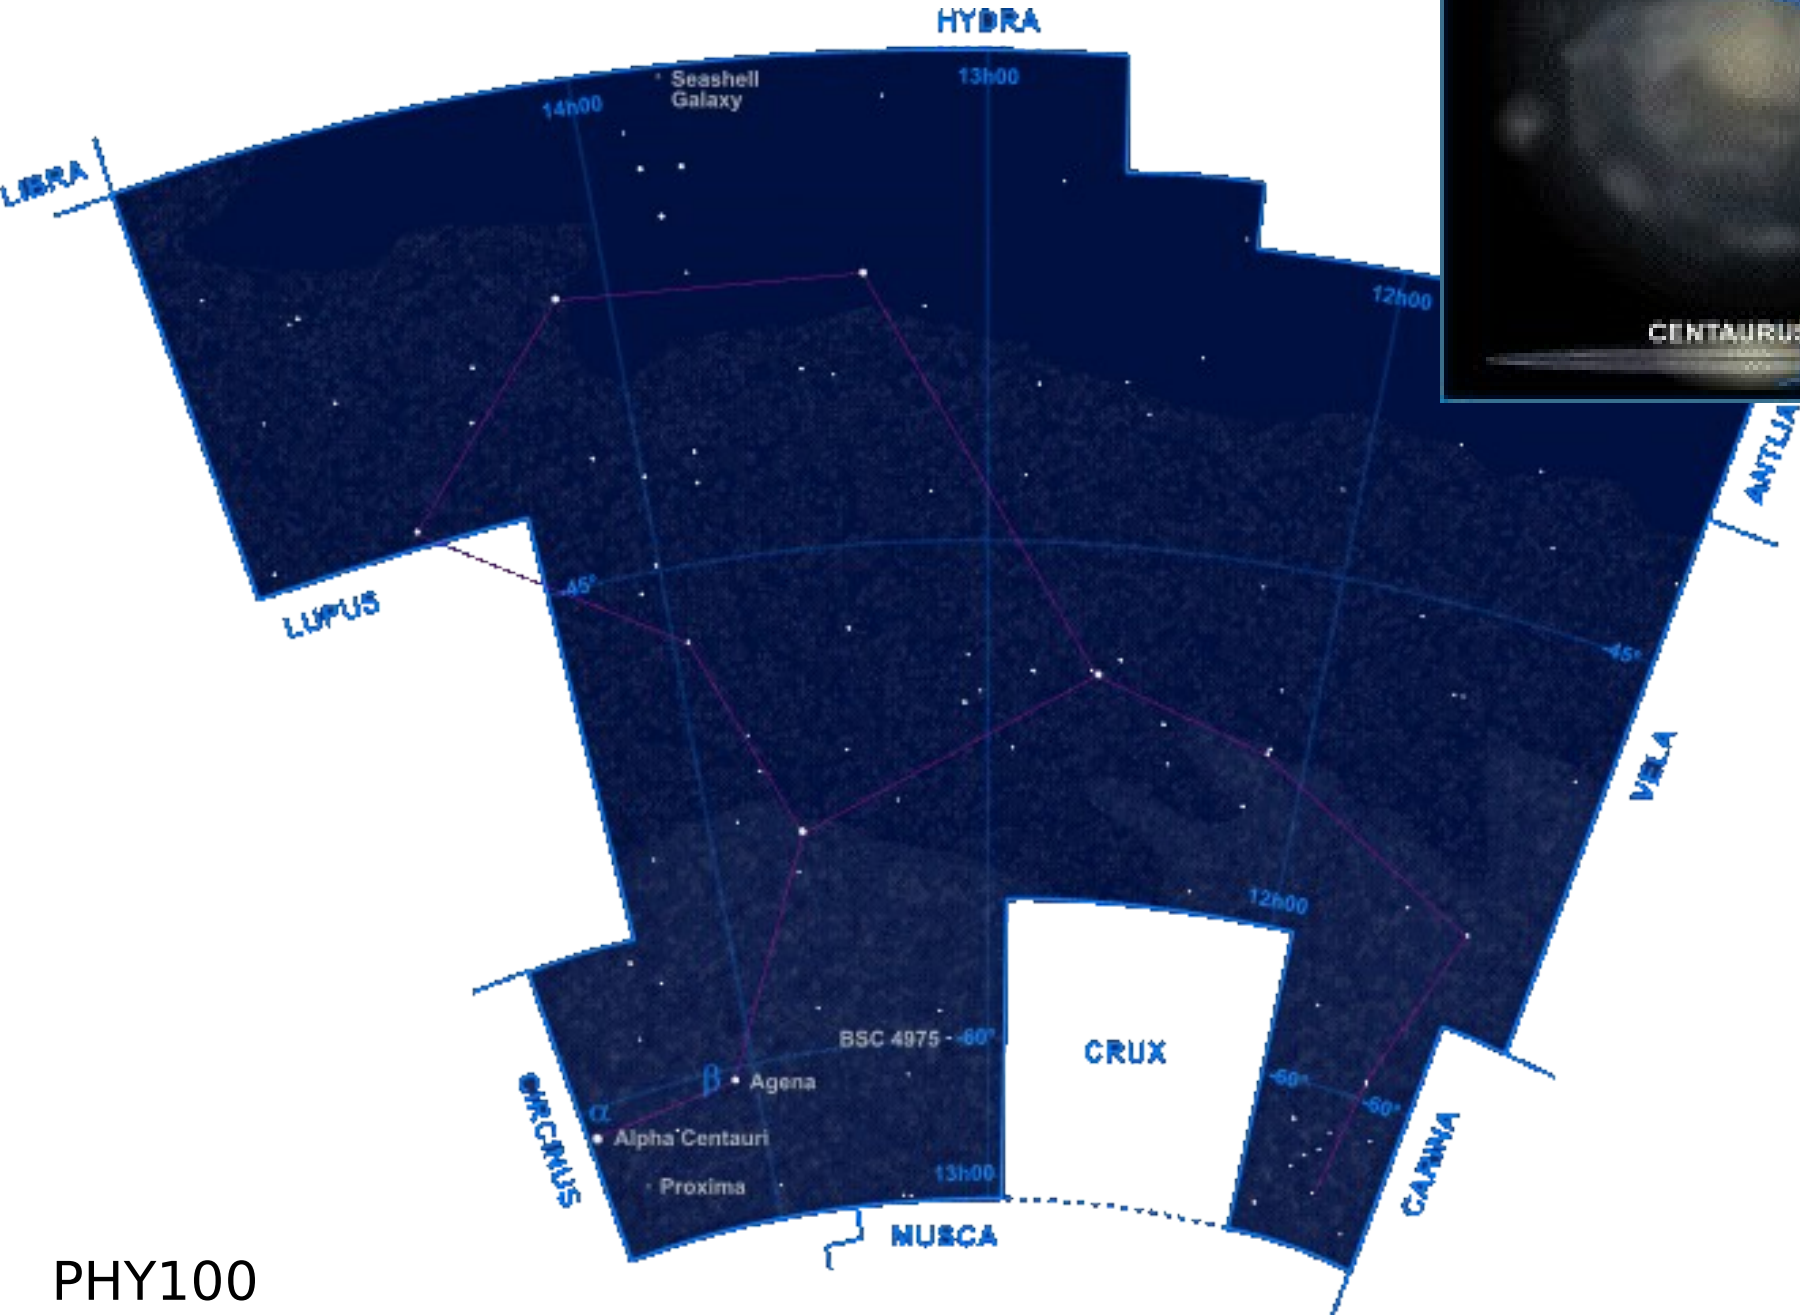 HYDRA
Seashell
Galaxy
14h00
13h00
LIBRA
12h00
CENTAURUS
ANTLIA
-45°
LUPUS
-45°
VELA
12h00
BSC 4975
-60°
CRUX
β
Agena
-60°
-60°
α
Alpha Centauri
CIRCINUS
Proxima
13h00
CARINA
MUSCA
PHY100